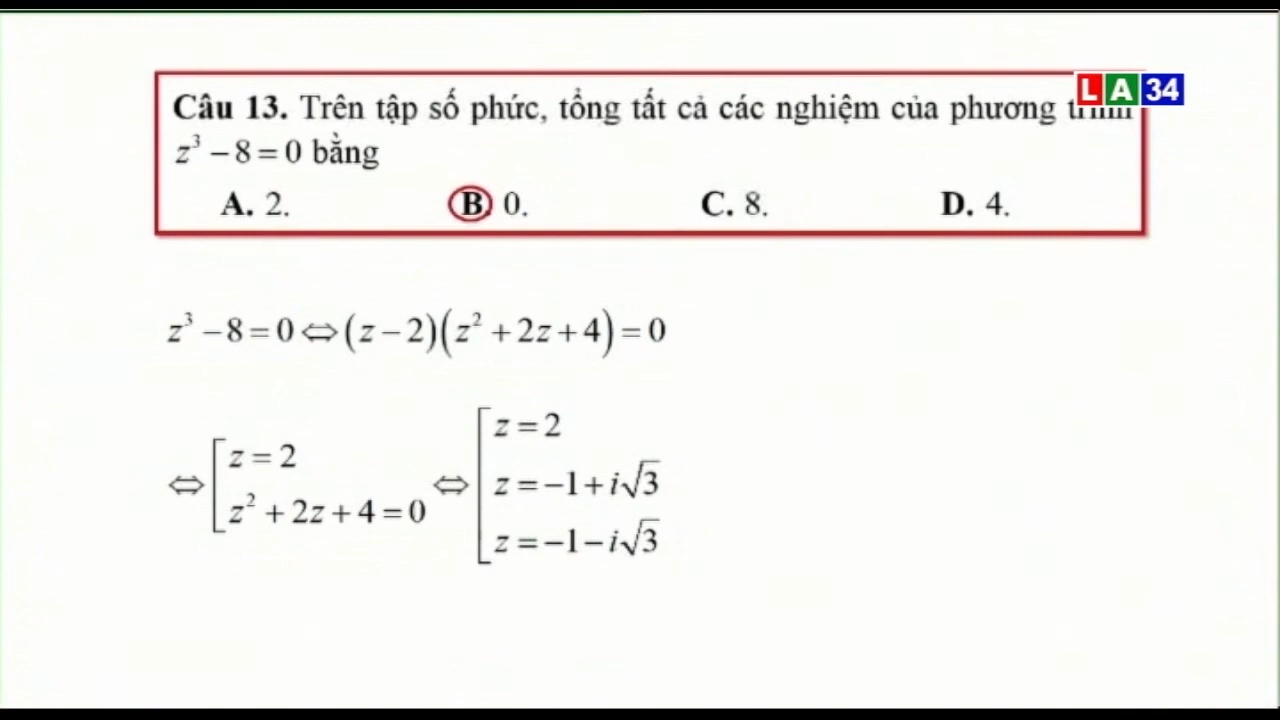 LA34
Câu 13. Trên tập số phức, tổng tất cả các nghiệm của phương trình
z³ − 8 = 0 bằng
A. 2. B. 0. C. 8. D. 4.
z³ − 8 = 0 ⇔ (z − 2)(z² + 2z + 4) = 0
⇔ [ z = 2
z² + 2z + 4 = 0
⇔ [ z = 2
z = −1 + i√3
z = −1 − i√3